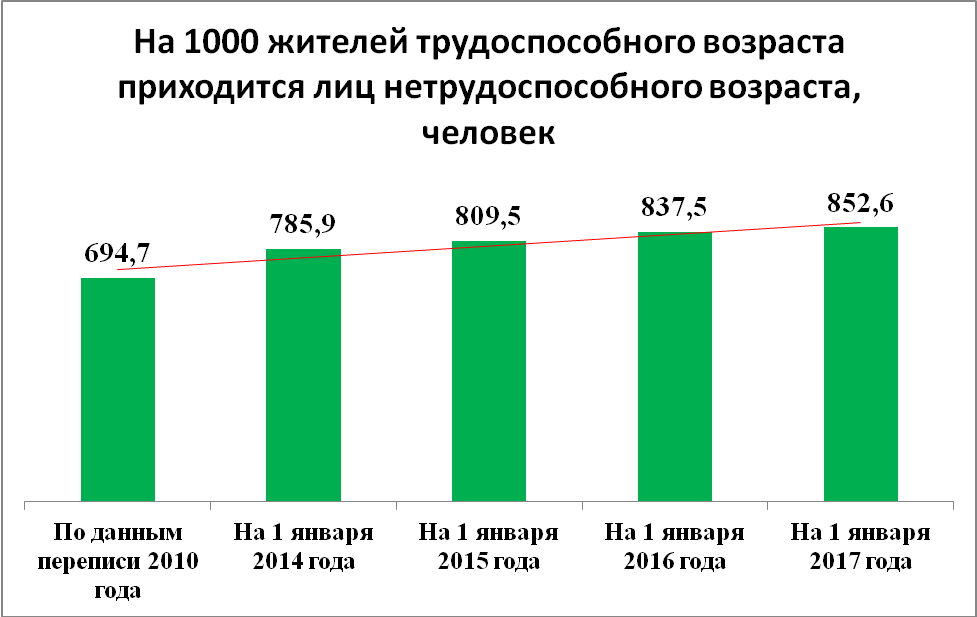 На 1000 жителей трудоспособного возраста
приходится лиц нетрудоспособного возраста,
человек
694,7
785,9
809,5
837,5
852,6
По данным
переписи 2010
года
На 1 января
2014 года
На 1 января
2015 года
На 1 января
2016 года
На 1 января
2017 года